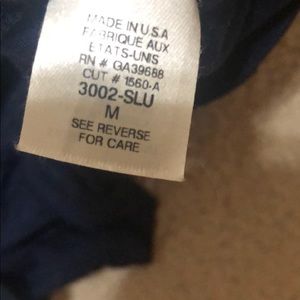 MADE IN U.S.A
FABRIQUE AUX
ETATS-UNIS
RN # GA39688
CUT # 1560-A
3002-SLU
M
SEE REVERSE
FOR CARE